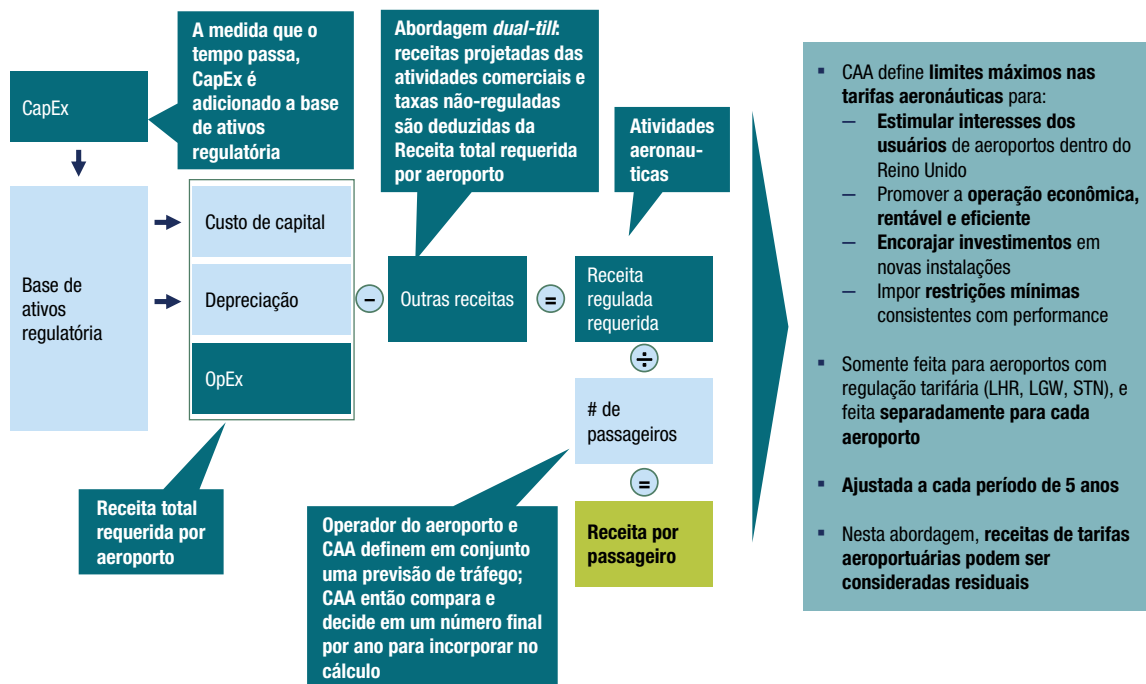 A medida que o
tempo passa,
CapEx é
adicionado a base
de ativos
regulatória
Abordagem dual-till:
receitas projetadas das
atividades comerciais e
taxas não-reguladas
são deduzidas da
Receita total requerida
por aeroporto
Atividades
aeronau-
ticas
CapEx
Base de
ativos
regulatória
Custo de capital
Depreciação
OpEx
–
Outras receitas
=
Receita
regulada
requerida
÷
# de
passageiros
=
Receita por
passageiro
Receita total
requerida por
aeroporto
Operador do aeroporto e
CAA definem em conjunto
uma previsão de tráfego;
CAA então compara e
decide em um número final
por ano para incorporar no
cálculo
▪ CAA define limites máximos nas
tarifas aeronáuticas para:
— Estimular interesses dos
usuários de aeroportos dentro do
Reino Unido
— Promover a operação econômica,
rentável e eficiente
— Encorajar investimentos em
novas instalações
— Impor restrições mínimas
consistentes com performance
▪ Somente feita para aeroportos com
regulação tarifária (LHR, LGW, STN), e
feita separadamente para cada
aeroporto
▪ Ajustada a cada período de 5 anos
▪ Nesta abordagem, receitas de tarifas
aeroportuárias podem ser
consideradas residuais